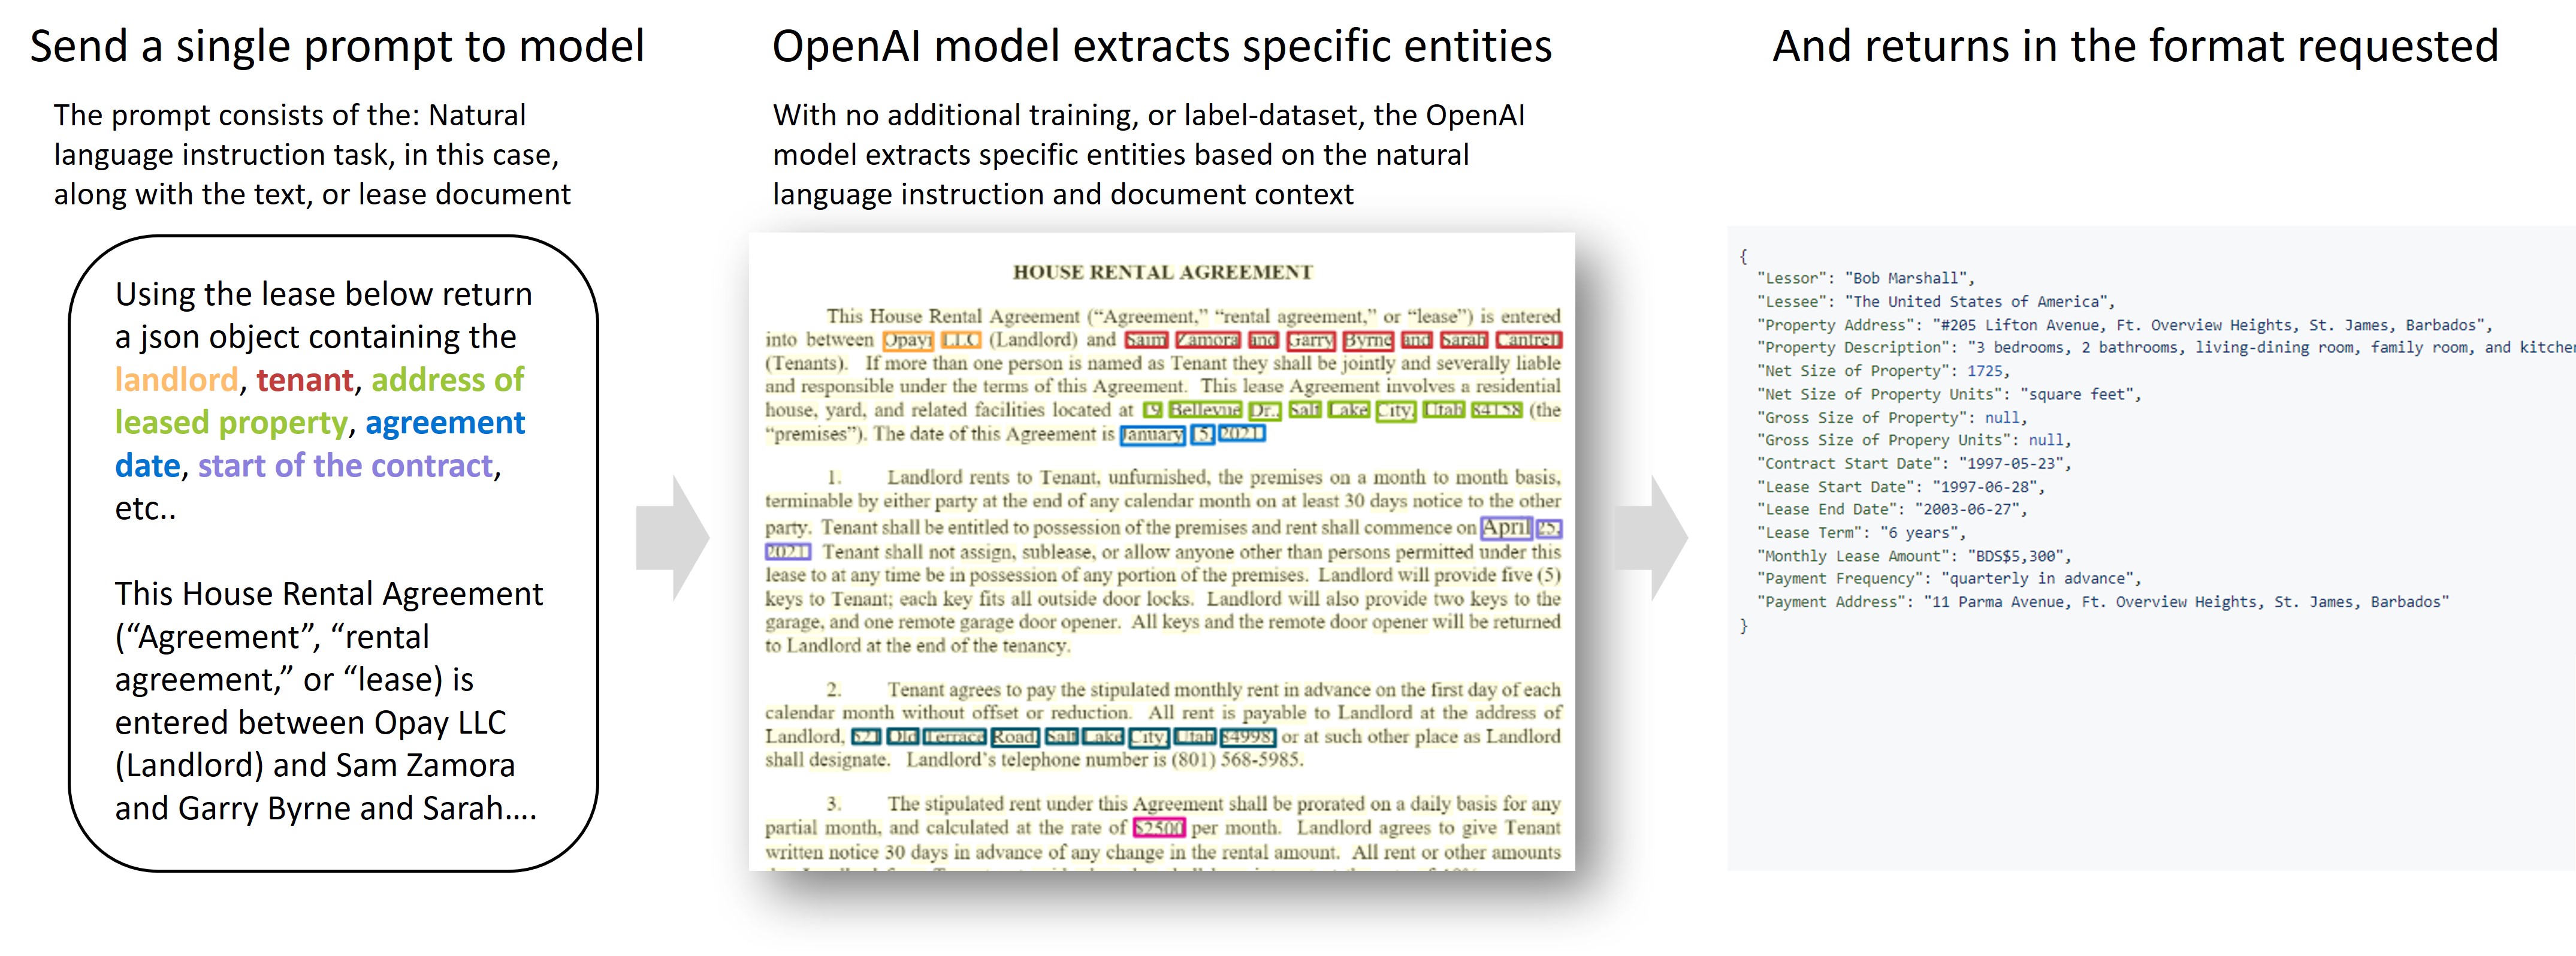 Send a single prompt to model
The prompt consists of the: Natural
language instruction task, in this case,
along with the text, or lease document
Using the lease below return
a json object containing the
landlord, tenant, address of
leased property, agreement
date, start of the contract,
etc..
This House Rental Agreement
(“Agreement”, “rental
agreement,” or “lease) is
entered between Opay LLC
(Landlord) and Sam Zamora
and Garry Byrne and Sarah....
OpenAI model extracts specific entities
With no additional training, or label-dataset, the OpenAI
model extracts specific entities based on the natural
language instruction and document context
HOUSE RENTAL AGREEMENT
This House Rental Agreement (“Agreement,” “rental agreement,” or “lease”) is entered
into between Opayi LLC (Landlord) and Saim Zamora and Garry Byrne and Sarah Cantrell
(Tenants). If more than one person is named as Tenant they shall be jointly and severally liable
and responsible under the terms of this Agreement. This lease Agreement involves a residential
house, yard, and related facilities located at 19 Bellevue Dr., Salt Lake City, Utah 84158 (the
“premises”). The date of this Agreement is January 15, 2021
1. Landlord rents to Tenant, unfurnished, the premises on a month to month basis,
terminable by either party at the end of any calendar month on at least 30 days notice to the other
party. Tenant shall be entitled to possession of the premises and rent shall commence on April 25,
2021 Tenant shall not assign, sublease, or allow anyone other than persons permitted under this
lease to at any time be in possession of any portion of the premises. Landlord will provide five (5)
keys to Tenant; each key fits all outside door locks. Landlord will also provide two keys to the
garage, and one remote garage door opener. All keys and the remote door opener will be returned
to Landlord at the end of the tenancy.
2. Tenant agrees to pay the stipulated monthly rent in advance on the first day of each
calendar month without offset or reduction. All rent is payable to Landlord at the address of
Landlord, 521 Old Terrace Road, Salt Lake City, Utah 84998, or at such other place as Landlord
shall designate. Landlord’s telephone number is (801) 568-5985.
3. The stipulated rent under this Agreement shall be prorated on a daily basis for any
partial month, and calculated at the rate of $2500 per month. Landlord agrees to give Tenant
written notice 30 days in advance of any change in the rental amount. All rent or other amounts
And returns in the format requested
{
"Lessor": "Bob Marshall",
"Lessee": "The United States of America",
"Property Address": "#205 Lifton Avenue, Ft. Overview Heights, St. James, Barbados",
"Property Description": "3 bedrooms, 2 bathrooms, living-dining room, family room, and kitchen
"Net Size of Property": 1725,
"Net Size of Property Units": "square feet",
"Gross Size of Property": null,
"Gross Size of Propery Units": null,
"Contract Start Date": "1997-05-23",
"Lease Start Date": "1997-06-28",
"Lease End Date": "2003-06-27",
"Lease Term": "6 years",
"Monthly Lease Amount": "BDS$5,300",
"Payment Frequency": "quarterly in advance",
"Payment Address": "11 Parma Avenue, Ft. Overview Heights, St. James, Barbados"
}